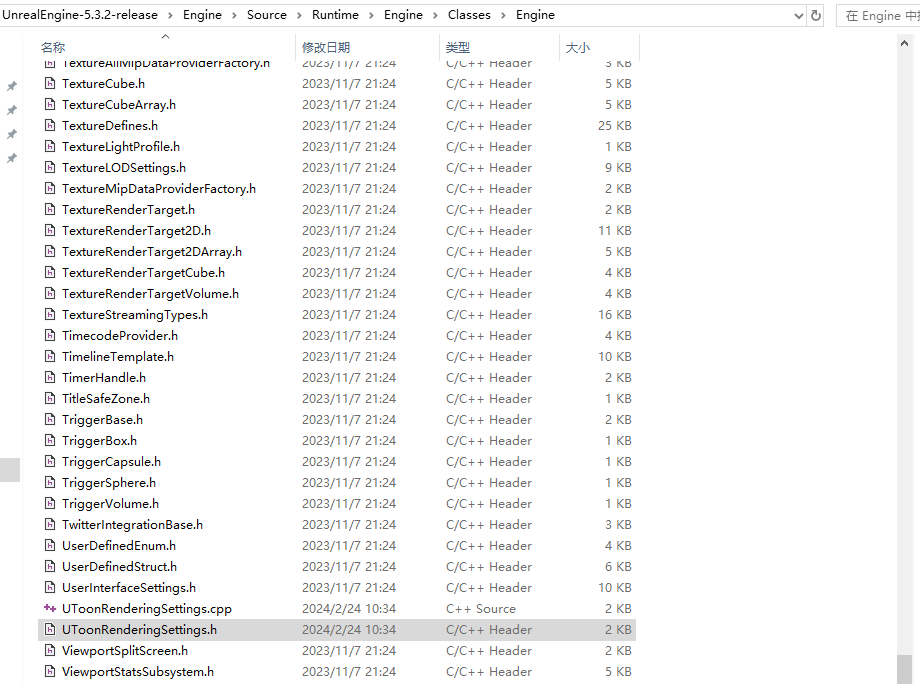 UnrealEngine-5.3.2-release › Engine › Source › Runtime › Engine › Classes › Engine
在 Engine 中
名称 修改日期 类型 大小
TextureAllMipDataProviderFactory.h 2023/11/7 21:24 C/C++ Header 3 KB
TextureCube.h 2023/11/7 21:24 C/C++ Header 5 KB
TextureCubeArray.h 2023/11/7 21:24 C/C++ Header 5 KB
TextureDefines.h 2023/11/7 21:24 C/C++ Header 25 KB
TextureLightProfile.h 2023/11/7 21:24 C/C++ Header 1 KB
TextureLODSettings.h 2023/11/7 21:24 C/C++ Header 9 KB
TextureMipDataProviderFactory.h 2023/11/7 21:24 C/C++ Header 2 KB
TextureRenderTarget.h 2023/11/7 21:24 C/C++ Header 2 KB
TextureRenderTarget2D.h 2023/11/7 21:24 C/C++ Header 11 KB
TextureRenderTarget2DArray.h 2023/11/7 21:24 C/C++ Header 5 KB
TextureRenderTargetCube.h 2023/11/7 21:24 C/C++ Header 4 KB
TextureRenderTargetVolume.h 2023/11/7 21:24 C/C++ Header 4 KB
TextureStreamingTypes.h 2023/11/7 21:24 C/C++ Header 16 KB
TimecodeProvider.h 2023/11/7 21:24 C/C++ Header 4 KB
TimelineTemplate.h 2023/11/7 21:24 C/C++ Header 10 KB
TimerHandle.h 2023/11/7 21:24 C/C++ Header 2 KB
TitleSafeZone.h 2023/11/7 21:24 C/C++ Header 1 KB
TriggerBase.h 2023/11/7 21:24 C/C++ Header 2 KB
TriggerBox.h 2023/11/7 21:24 C/C++ Header 1 KB
TriggerCapsule.h 2023/11/7 21:24 C/C++ Header 1 KB
TriggerSphere.h 2023/11/7 21:24 C/C++ Header 1 KB
TriggerVolume.h 2023/11/7 21:24 C/C++ Header 1 KB
TwitterIntegrationBase.h 2023/11/7 21:24 C/C++ Header 3 KB
UserDefinedEnum.h 2023/11/7 21:24 C/C++ Header 4 KB
UserDefinedStruct.h 2023/11/7 21:24 C/C++ Header 6 KB
UserInterfaceSettings.h 2023/11/7 21:24 C/C++ Header 10 KB
UToonRenderingSettings.cpp 2024/2/24 10:34 C++ Source 2 KB
UToonRenderingSettings.h 2024/2/24 10:34 C/C++ Header 2 KB
ViewportSplitScreen.h 2023/11/7 21:24 C/C++ Header 2 KB
ViewportStatsSubsystem.h 2023/11/7 21:24 C/C++ Header 5 KB